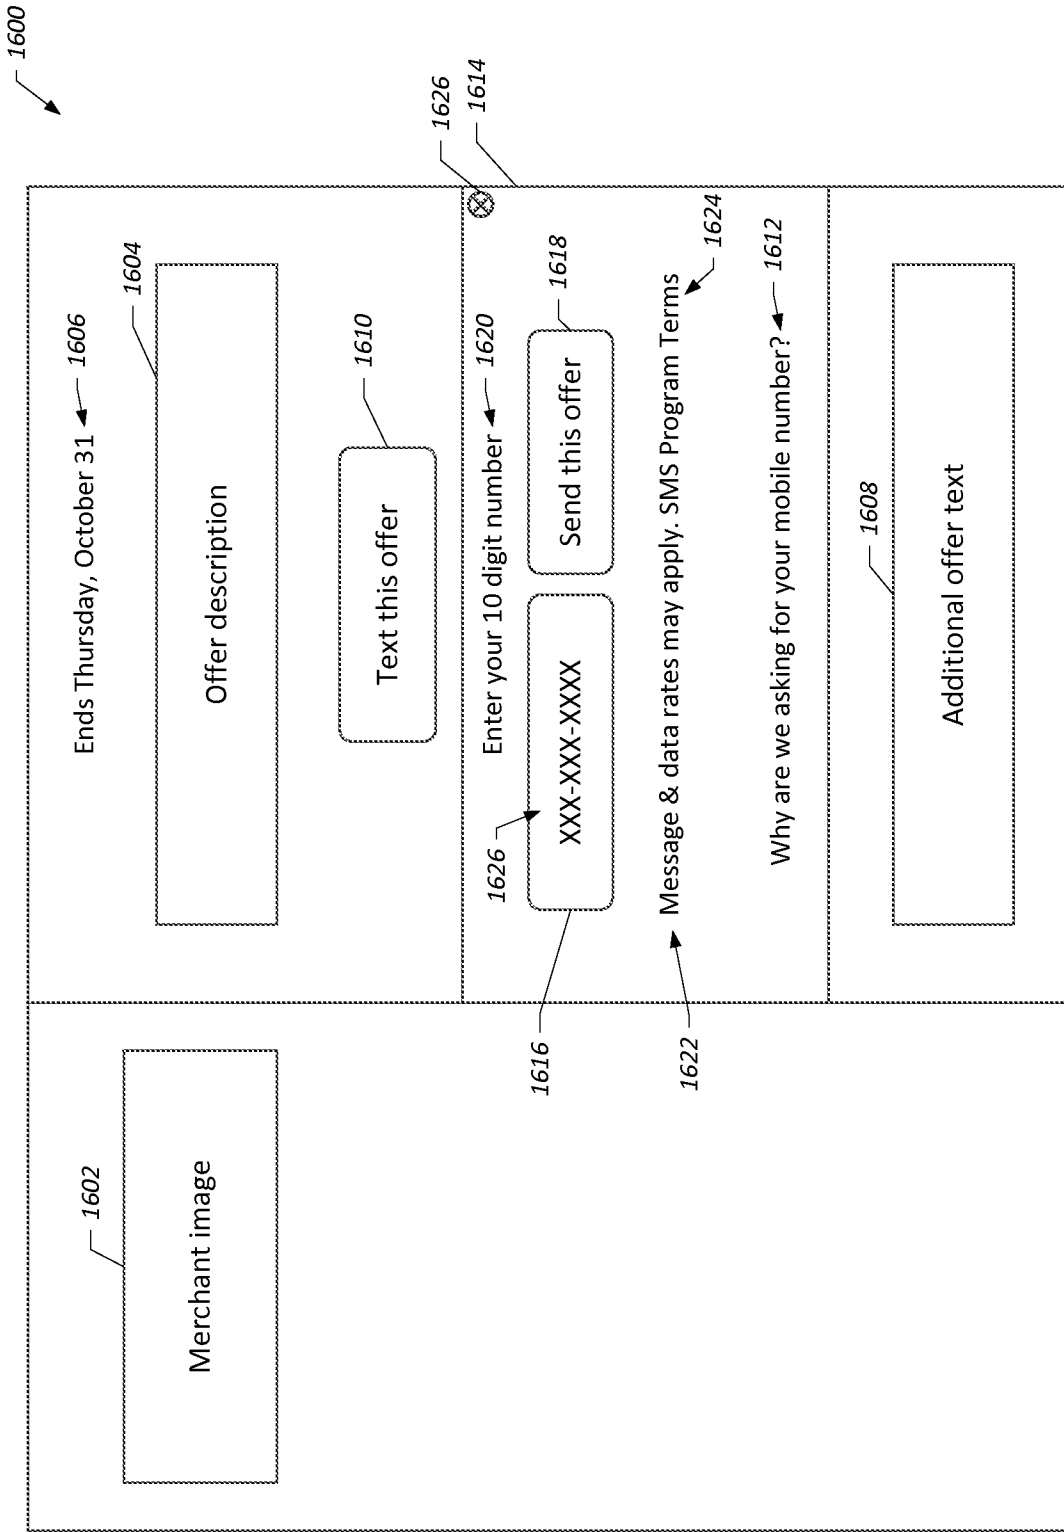 1600
1602
Merchant image
Ends Thursday, October 31
1606
1604
Offer description
1610
Text this offer
1626
1614
Enter your 10 digit number
1620
1626
XXX-XXX-XXXX
1618
Send this offer
1616
Message & data rates may apply. SMS Program Terms
1624
1622
Why are we asking for your mobile number?
1612
1608
Additional offer text